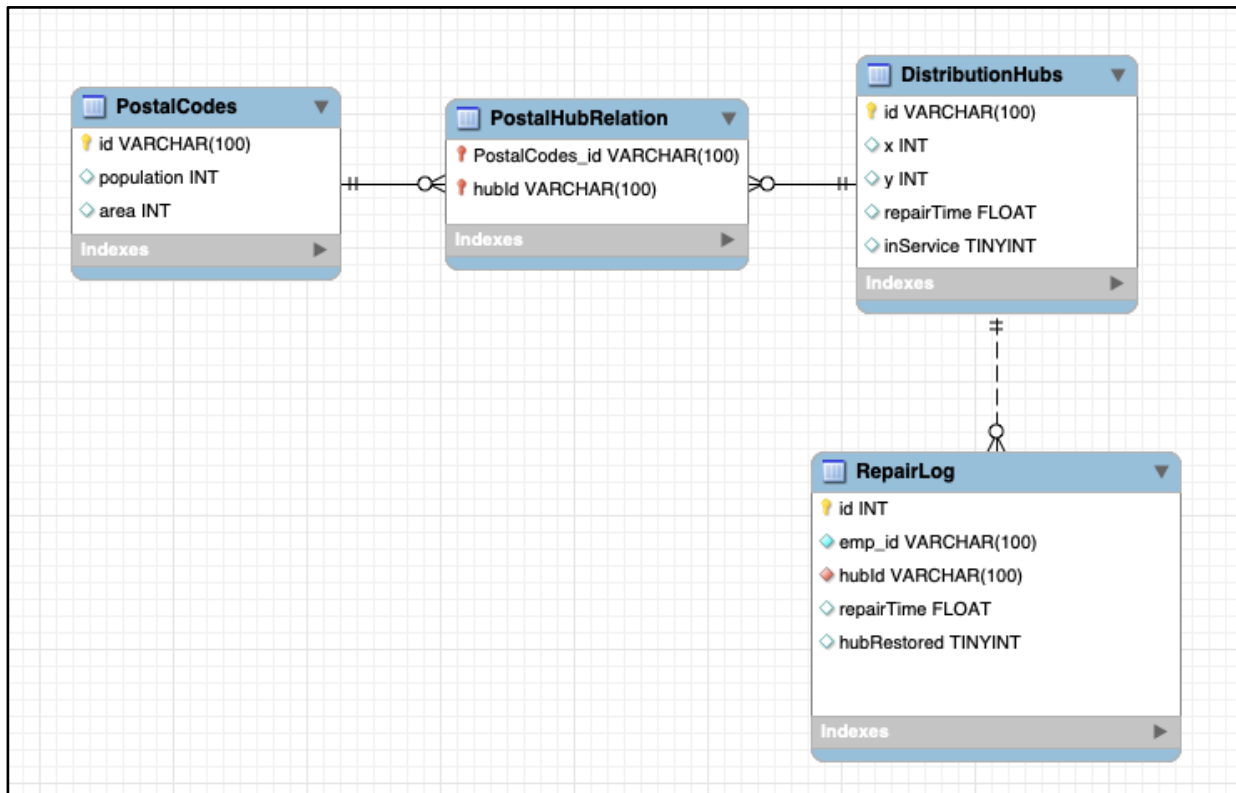 PostalCodes
id VARCHAR(100)
population INT
area INT
Indexes
PostalHubRelation
PostalCodes_id VARCHAR(100)
hubId VARCHAR(100)
Indexes
DistributionHubs
id VARCHAR(100)
x INT
y INT
repairTime FLOAT
inService TINYINT
Indexes
RepairLog
id INT
emp_id VARCHAR(100)
hubId VARCHAR(100)
repairTime FLOAT
hubRestored TINYINT
Indexes